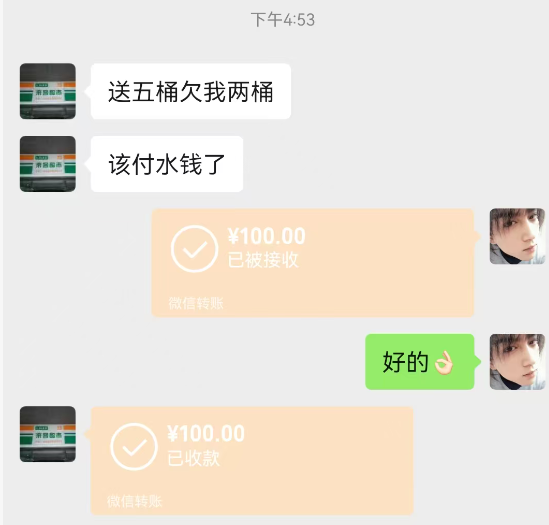 下午4:53
送五桶欠我两桶
该付水钱了
¥100.00
已被接收
微信转账
好的👌🏻
¥100.00
已收款
微信转账